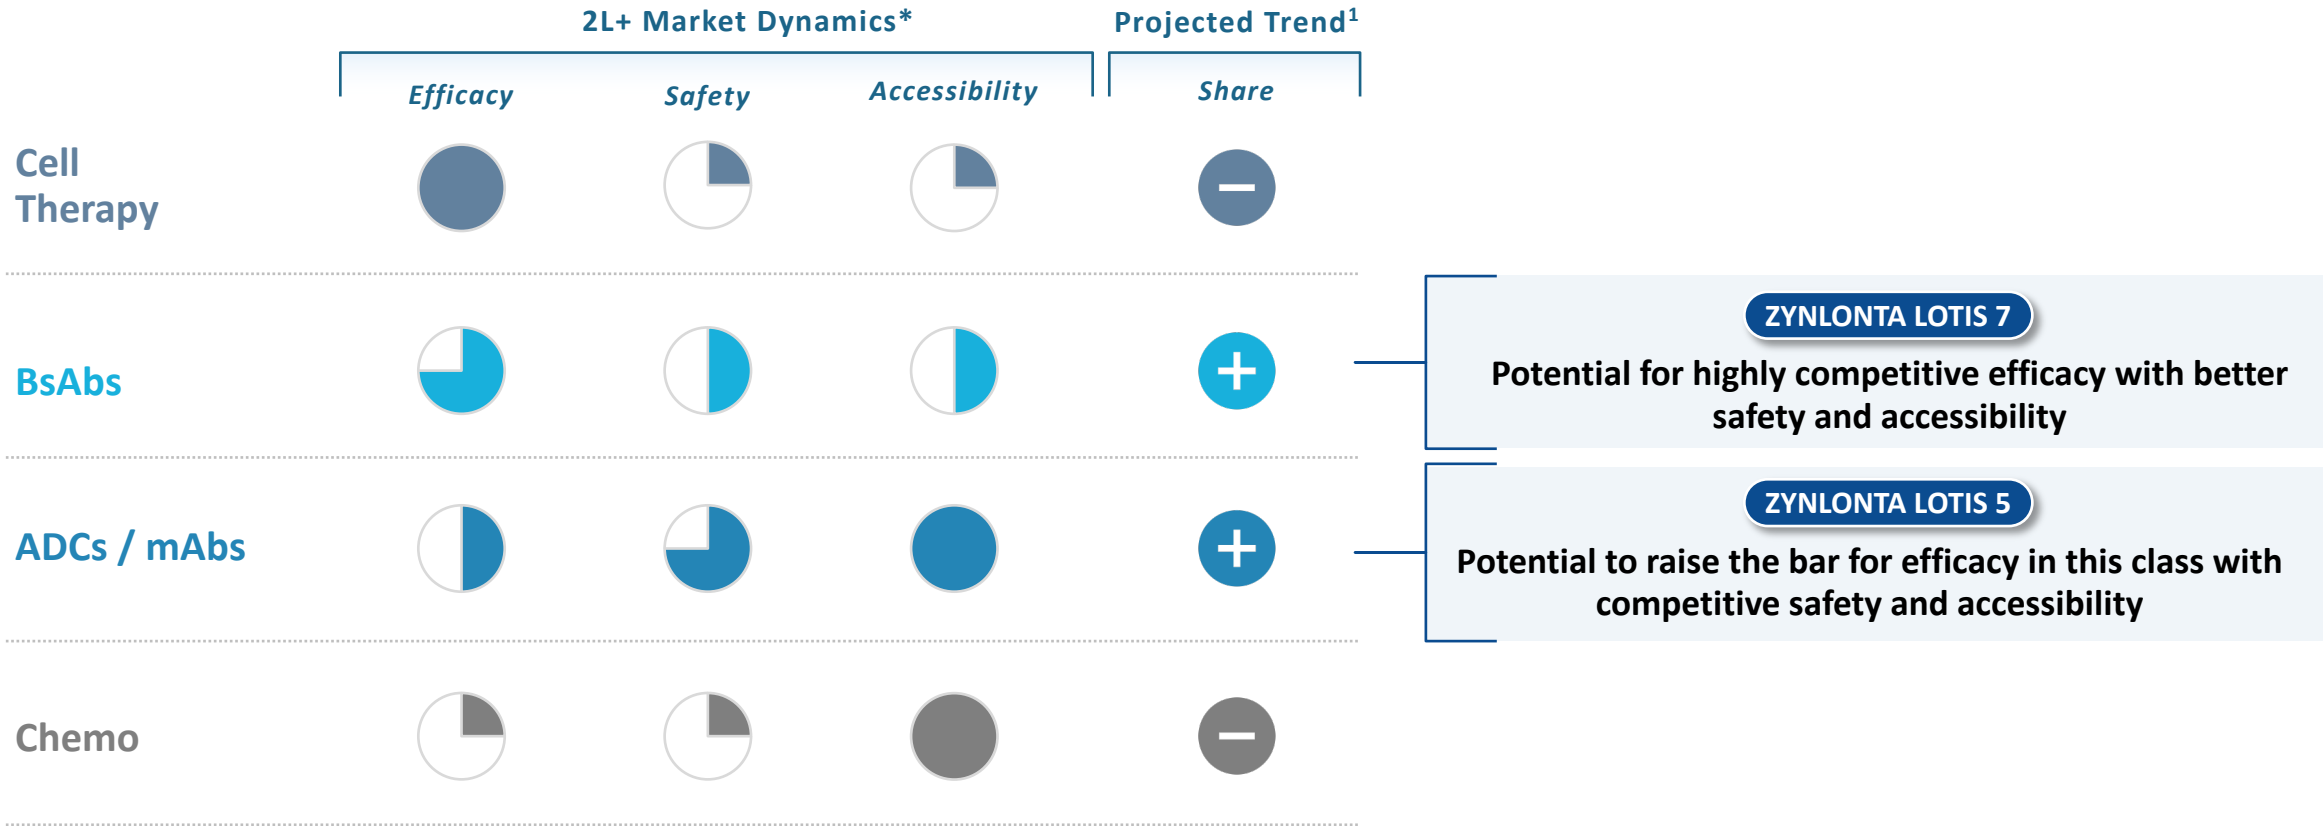 2L+ Market Dynamics*
Projected Trend¹
Efficacy
Safety
Accessibility
Share
Cell
Therapy
BsAbs
ZYNLONTA LOTIS 7
Potential for highly competitive efficacy with better
safety and accessibility
ADCs / mAbs
ZYNLONTA LOTIS 5
Potential to raise the bar for efficacy in this class with
competitive safety and accessibility
Chemo